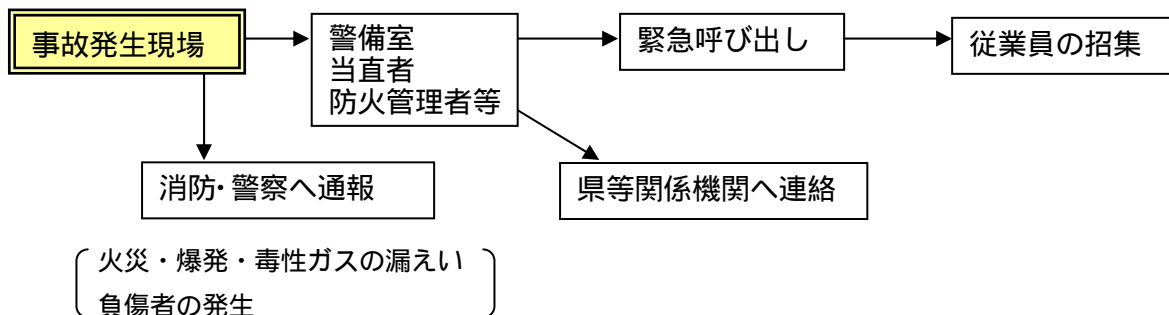 事故発生現場
警備室
当直者
防火管理者等
緊急呼び出し
従業員の招集
消防・警察へ通報
県等関係機関へ連絡
火災・爆発・毒性ガスの漏えい
負傷者の発生